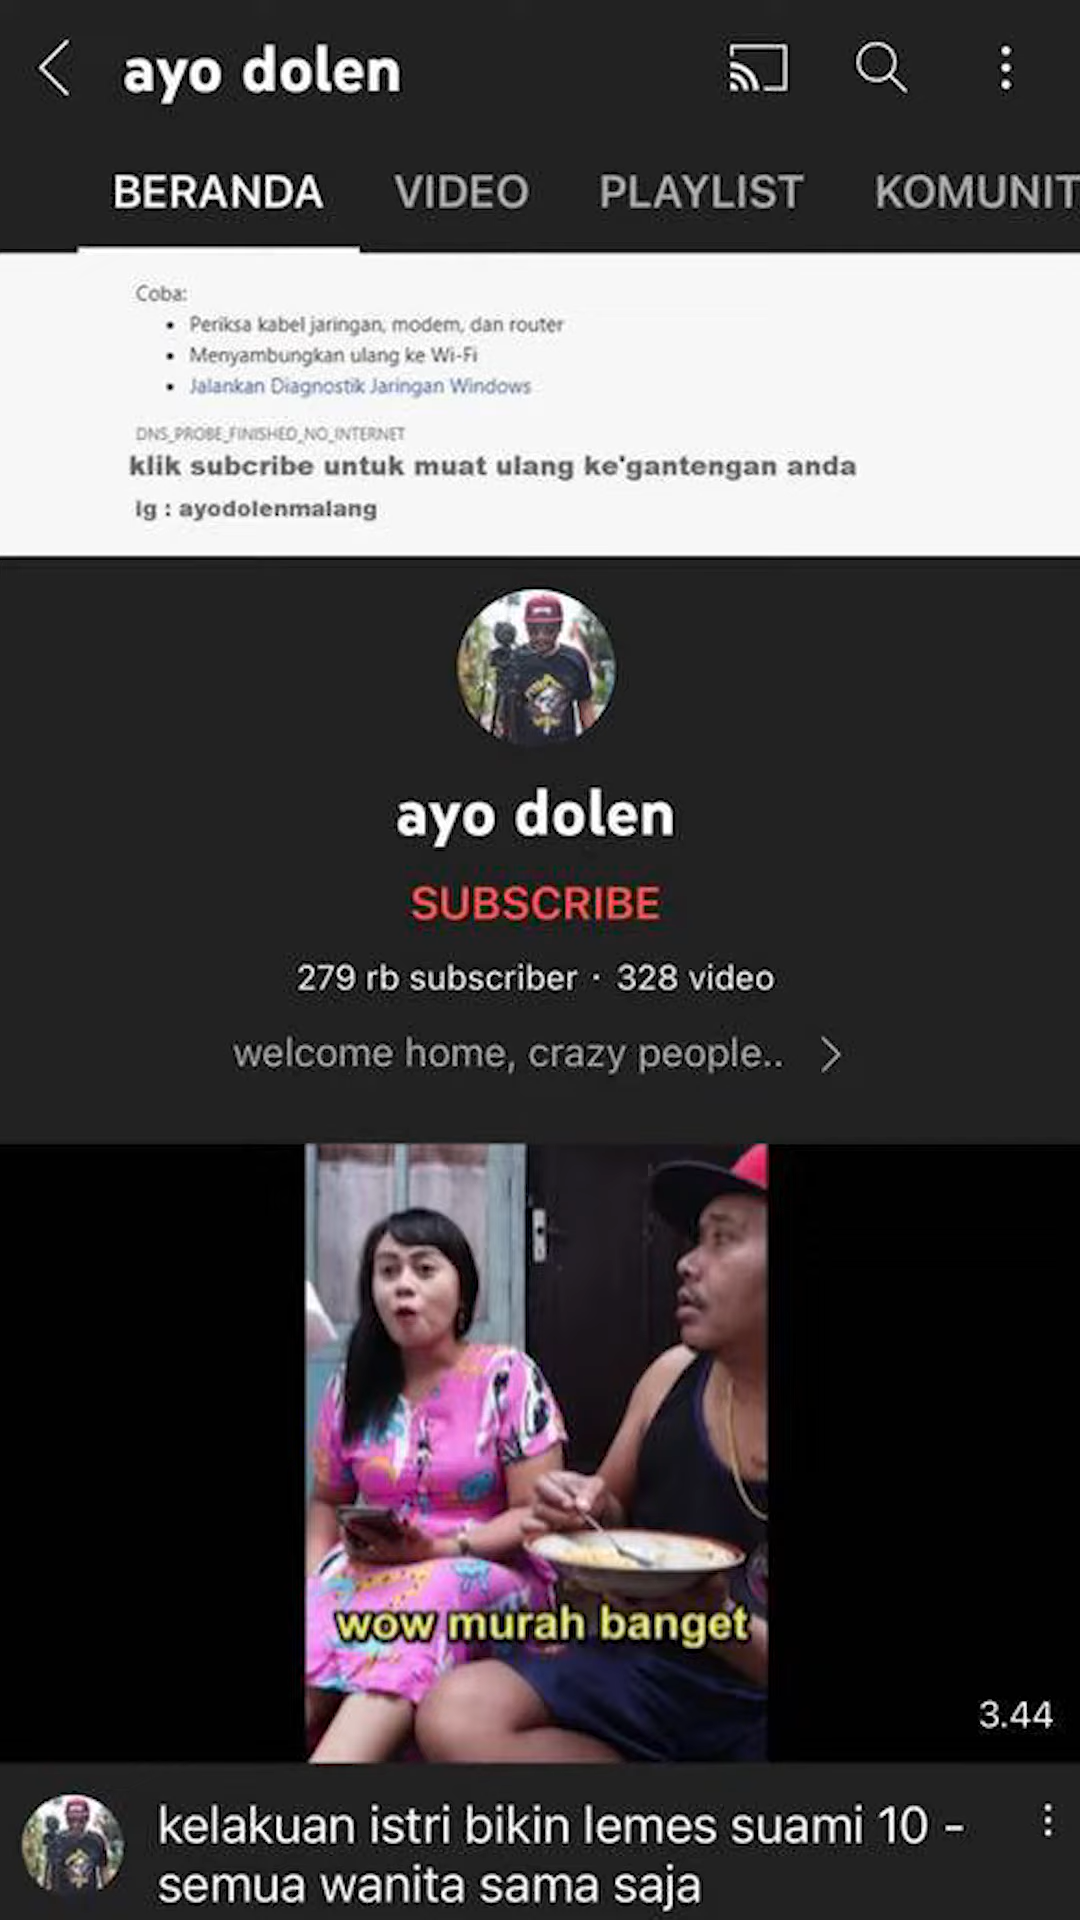 ayo dolen
BERANDA VIDEO PLAYLIST KOMUNIT
Coba:
• Periksa kabel jaringan, modem, dan router
• Menyambungkan ulang ke Wi-Fi
• Jalankan Diagnostik Jaringan Windows
DNS_PROBE_FINISHED_NO_INTERNET
klik subcribe untuk muat ulang ke'gantengan anda
ig : ayodolenmalang
ayo dolen
SUBSCRIBE
279 rb subscriber · 328 video
welcome home, crazy people..
wow murah banget
3.44
kelakuan istri bikin lemes suami 10 -
semua wanita sama saja